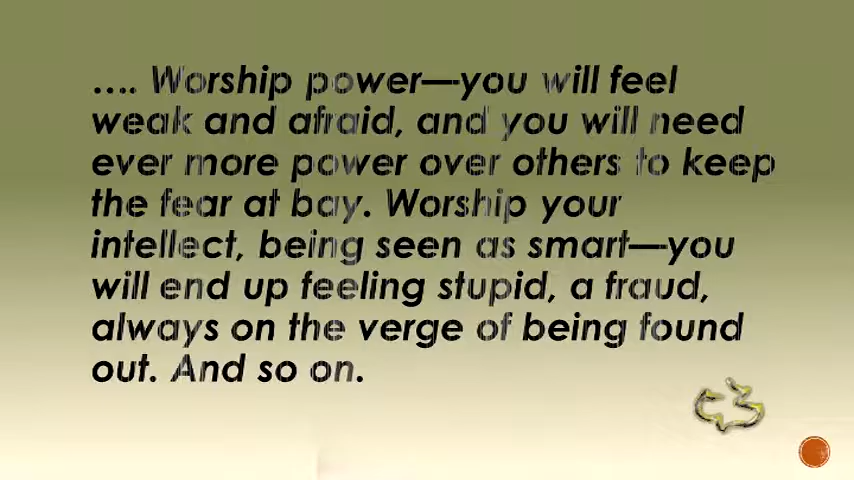 .... Worship power—you will feel
weak and afraid, and you will need
ever more power over others to keep
the fear at bay. Worship your
intellect, being seen as smart—you
will end up feeling stupid, a fraud,
always on the verge of being found
out. And so on.